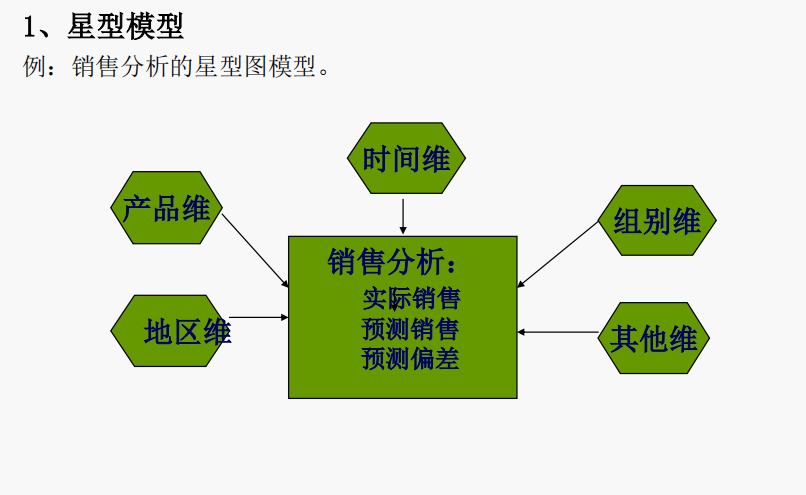 1、星型模型
例：销售分析的星型图模型。
时间维
产品维
组别维
销售分析：
实际销售
预测销售
预测偏差
地区维
其他维